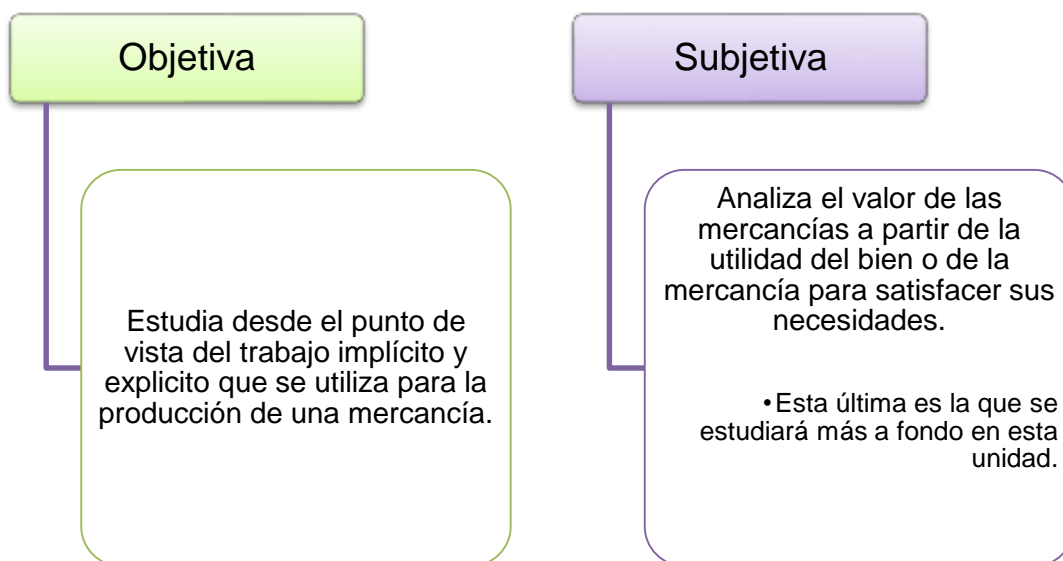 Objetiva
Estudia desde el punto de
vista del trabajo implícito y
explicito que se utiliza para la
producción de una mercancía.
Subjetiva
Analiza el valor de las
mercancías a partir de la
utilidad del bien o de la
mercancía para satisfacer sus
necesidades.
•Esta última es la que se
estudiará más a fondo en esta
unidad.